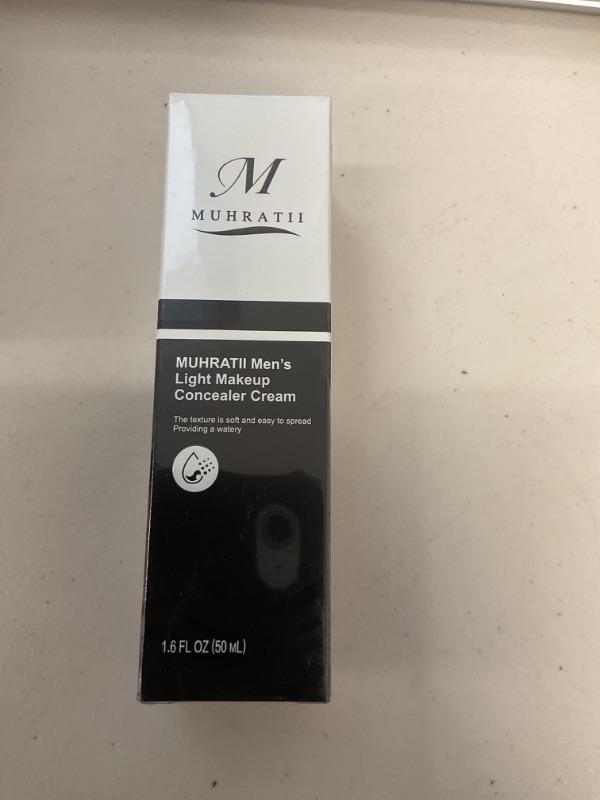 M
MUHRATII
MUHRATII Men's
Light Makeup
Concealer Cream
The texture is soft and easy to spread
Providing a watery
1.6 FL OZ (50 mL)